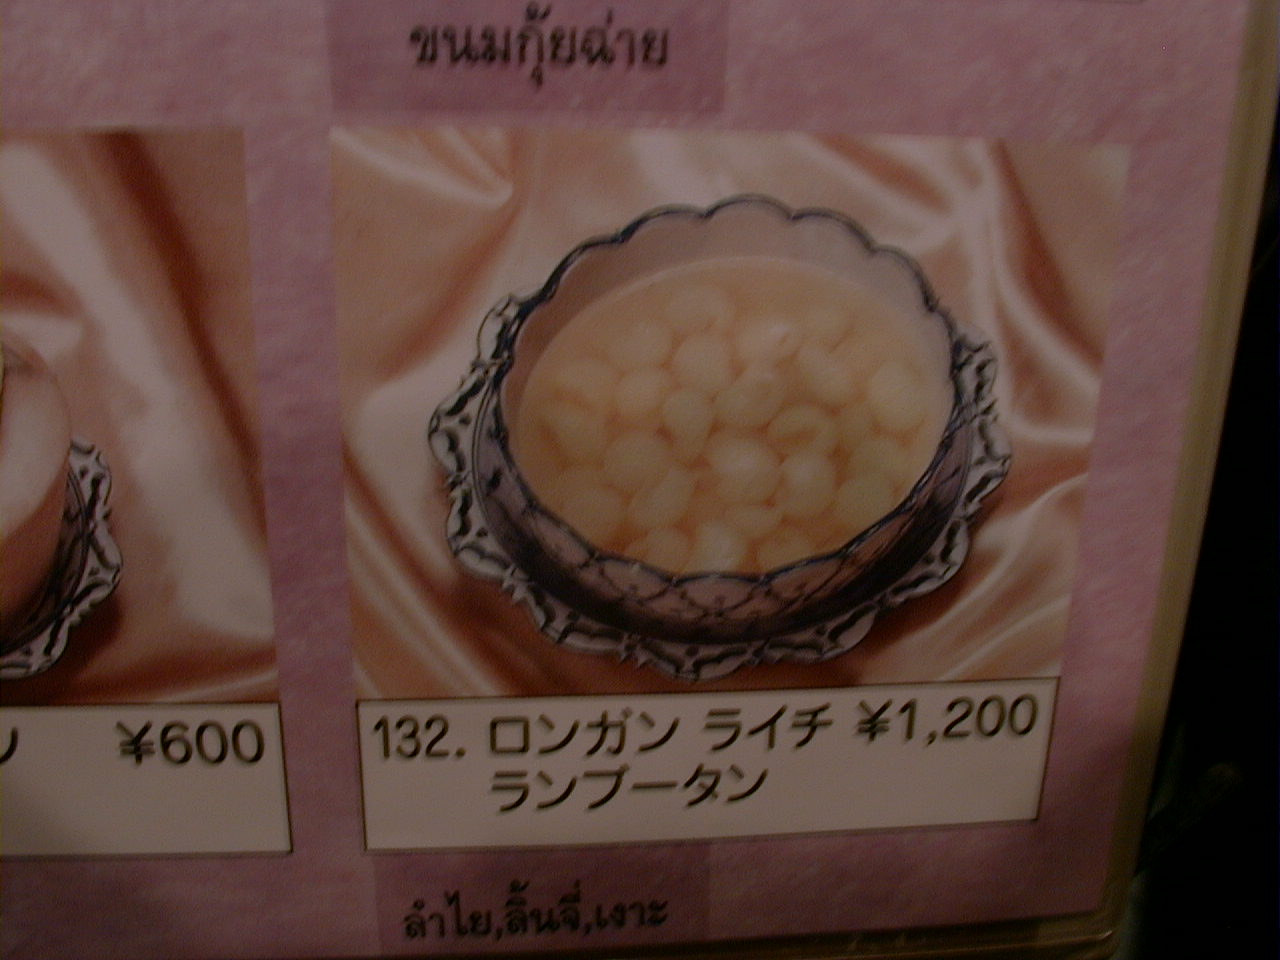 ขนมกุ้ยฉ่าย
¥600
132. ロンガン ライチ ¥1,200
ランブータン
ลำไย,ลิ้นจี่,เงาะ